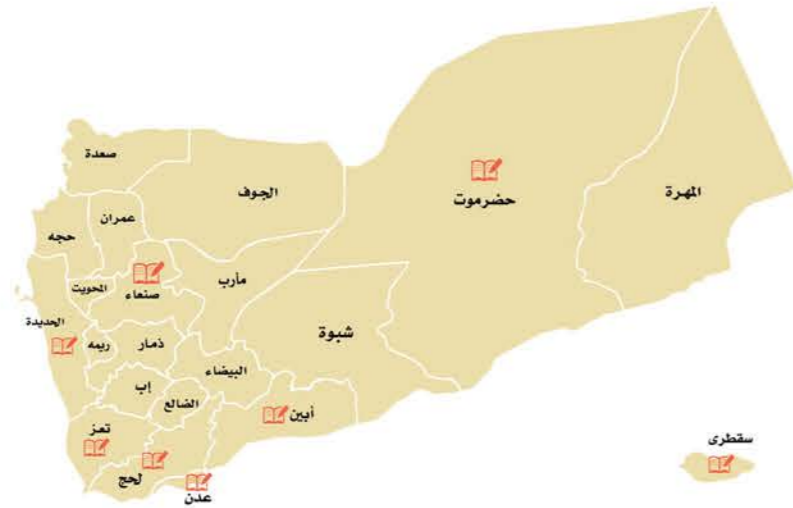 صعدة
الجوف
المهرة
حضرموت
عمران
حجه
مأرب
المحويت
صنعاء
الحديدة
شبوة
ريمه
ذمار
البيضاء
إب
الضالع
أبين
تعز
لحج
عدن
سقطرى